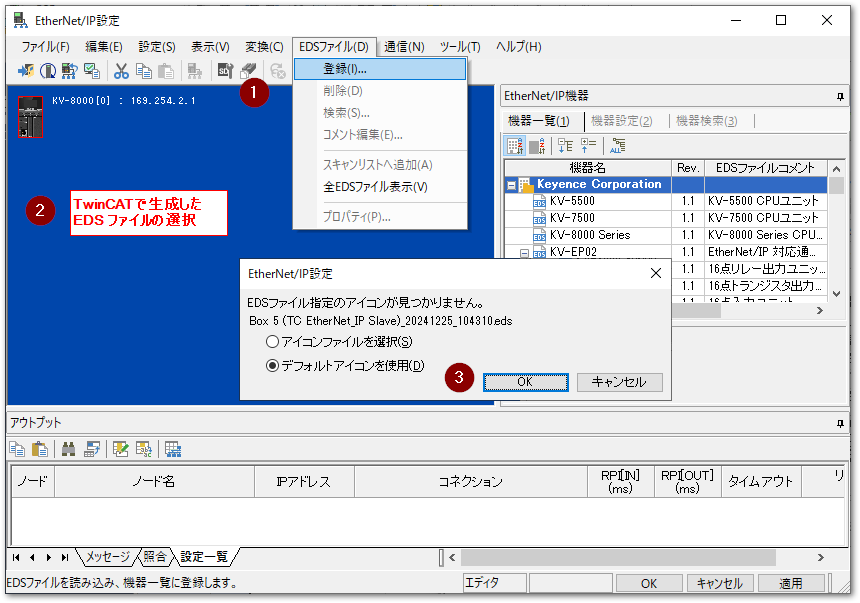 EtherNet/IP設定
ファイル(F) 編集(E) 設定(S) 表示(V) 変換(C) EDSファイル(D) 通信(N) ツール(T) ヘルプ(H)
登録(I)...
削除(D)
検索(S)...
コメント編集(E)...
スキャンリストへ追加(A)
全EDSファイル表示(V)
プロパティ(P)...
1
KV-8000[0] : 169.254.2.1
2
TwinCATで生成した
EDS ファイルの選択
EtherNet/IP機器
機器一覧(1) 機器設定(2) 機器検索(3)
機器名 Rev. EDSファイルコメント
Keyence Corporation
KV-5500 1.1 KV-5500 CPUユニット
KV-7500 1.1 KV-7500 CPUユニット
KV-8000 Series 1.1 KV-8000 Series CPU...
KV-EP02 1.1 EtherNet/IP 対応通...
1.1 16点リレー出力ユニッ...
1.1 16点トランジスタ出力...
1.1 16点入力ユニット
EtherNet/IP設定
EDSファイル指定のアイコンが見つかりません。
Box 5 (TC EtherNet_IP Slave)_20241225_104310.eds
アイコンファイルを選択(S)
デフォルトアイコンを使用(D)
3
OK キャンセル
アウトプット
ノード ノード名 IPアドレス コネクション RPI[IN] (ms) RPI[OUT] (ms) タイムアウト リ
メッセージ 照合 設定一覧
EDSファイルを読み込み、機器一覧に登録します。 エディタ OK キャンセル 適用